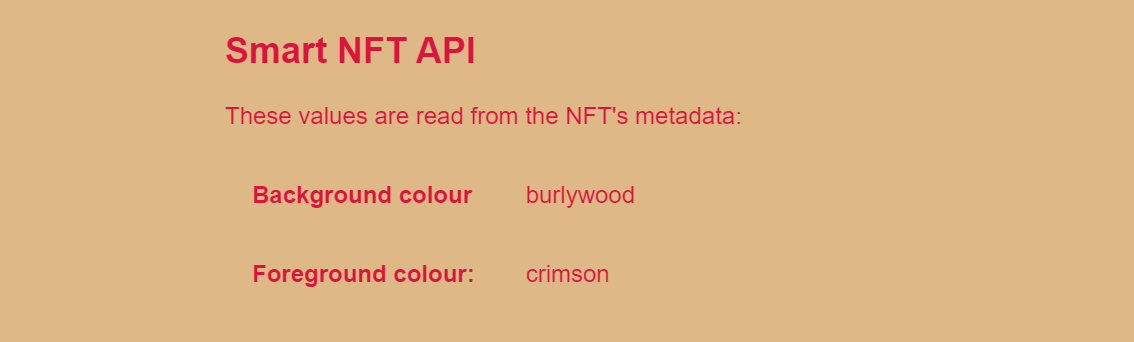 Smart NFT API
These values are read from the NFT's metadata:
Background colour burlywood
Foreground colour: crimson